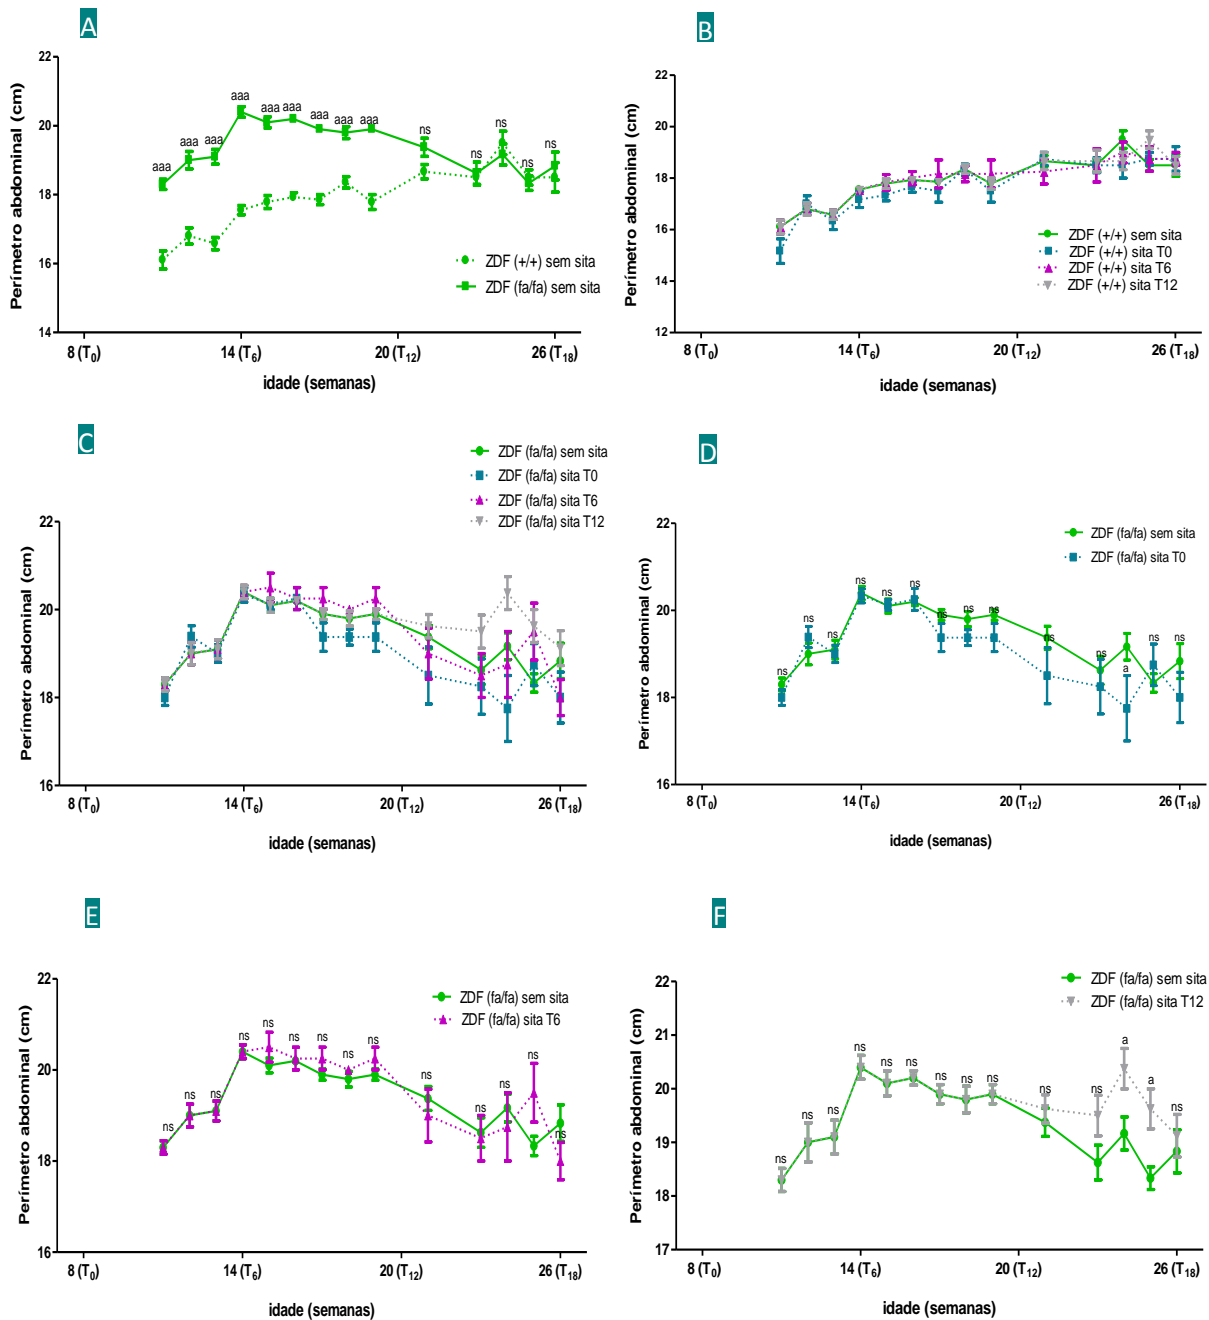 A
Perímetro abdominal (cm)
22
20
18
16
14
aaa aaa aaa aaa aaa aaa aaa aaa aaa ns ns ns ns ns
ZDF (+/+) sem sita
ZDF (fa/fa) sem sita
8 (T0) 14 (T6) 20 (T12) 26 (T18)
idade (semanas)
B
Perímetro abdominal (cm)
22
20
18
16
14
12
ZDF (+/+) sem sita
ZDF (+/+) sita T0
ZDF (+/+) sita T6
ZDF (+/+) sita T12
8 (T0) 14 (T6) 20 (T12) 26 (T18)
idade (semanas)
C
ZDF (fa/fa) sem sita
ZDF (fa/fa) sita T0
ZDF (fa/fa) sita T6
ZDF (fa/fa) sita T12
Perímetro abdominal (cm)
22
20
18
16
8 (T0) 14 (T6) 20 (T12) 26 (T18)
idade (semanas)
D
ZDF (fa/fa) sem sita
ZDF (fa/fa) sita T0
Perímetro abdominal (cm)
22
20
18
16
ns ns ns ns ns ns ns ns ns ns ns a ns ns
8 (T0) 14 (T6) 20 (T12) 26 (T18)
idade (semanas)
E
ZDF (fa/fa) sem sita
ZDF (fa/fa) sita T6
Perímetro abdominal (cm)
22
20
18
16
ns ns ns ns ns ns ns ns ns ns ns ns ns ns
8 (T0) 14 (T6) 20 (T12) 26 (T18)
idade (semanas)
F
ZDF (fa/fa) sem sita
ZDF (fa/fa) sita T12
Perímetro abdominal (cm)
22
21
20
19
18
17
ns ns ns ns ns ns ns ns ns ns ns a a ns
8 (T0) 14 (T6) 20 (T12) 26 (T18)
idade (semanas)